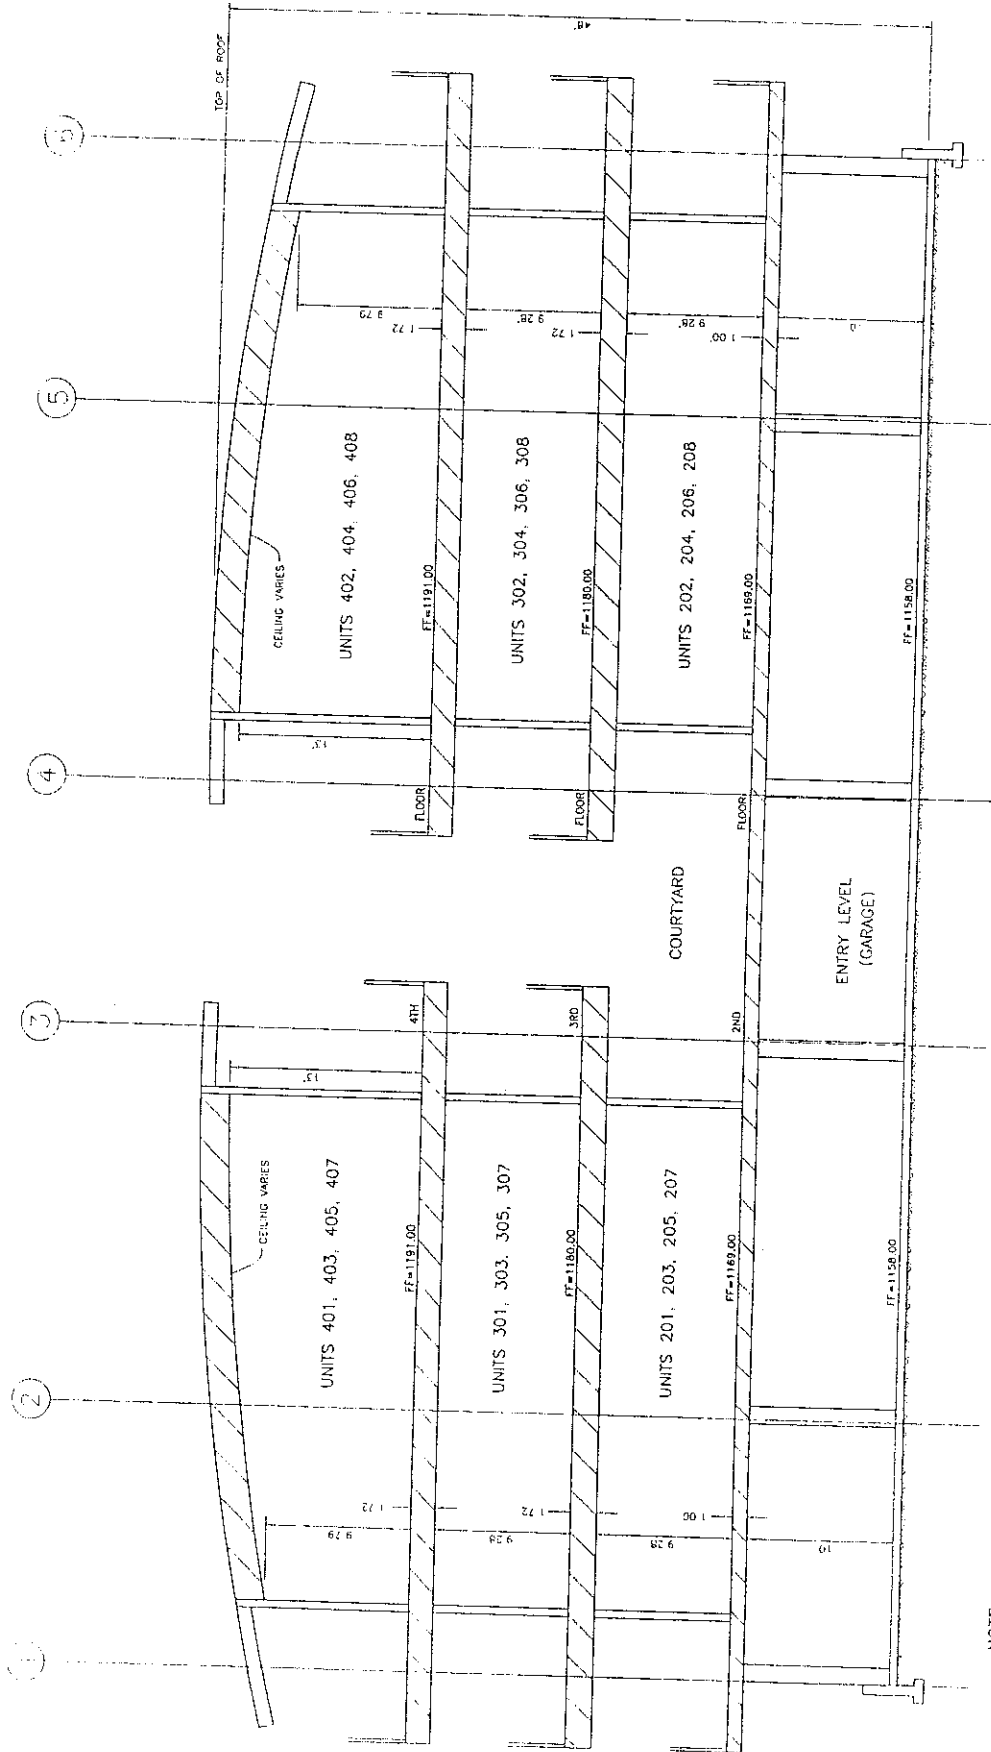 1
2
3
4
5
6
TOP OF ROOF
48'
CEILING VARIES
CEILING VARIES
13'
13'
9.79
1.72
9.79
1.72
UNITS 401, 403, 405, 407
UNITS 402, 404, 406, 408
FF=1191.00
4TH
FLOOR
FF=1191.00
9.28
1.72
9.28'
1.72
UNITS 301, 303, 305, 307
UNITS 302, 304, 306, 308
FF=1180.00
3RD
FLOOR
FF=1180.00
9.28
1.00
9.28'
1.00'
UNITS 201, 203, 205, 207
COURTYARD
UNITS 202, 204, 206, 208
FF=1169.00
2ND
FLOOR
FF=1169.00
10
ENTRY LEVEL
(GARAGE)
FF=1158.00
FF=1158.00